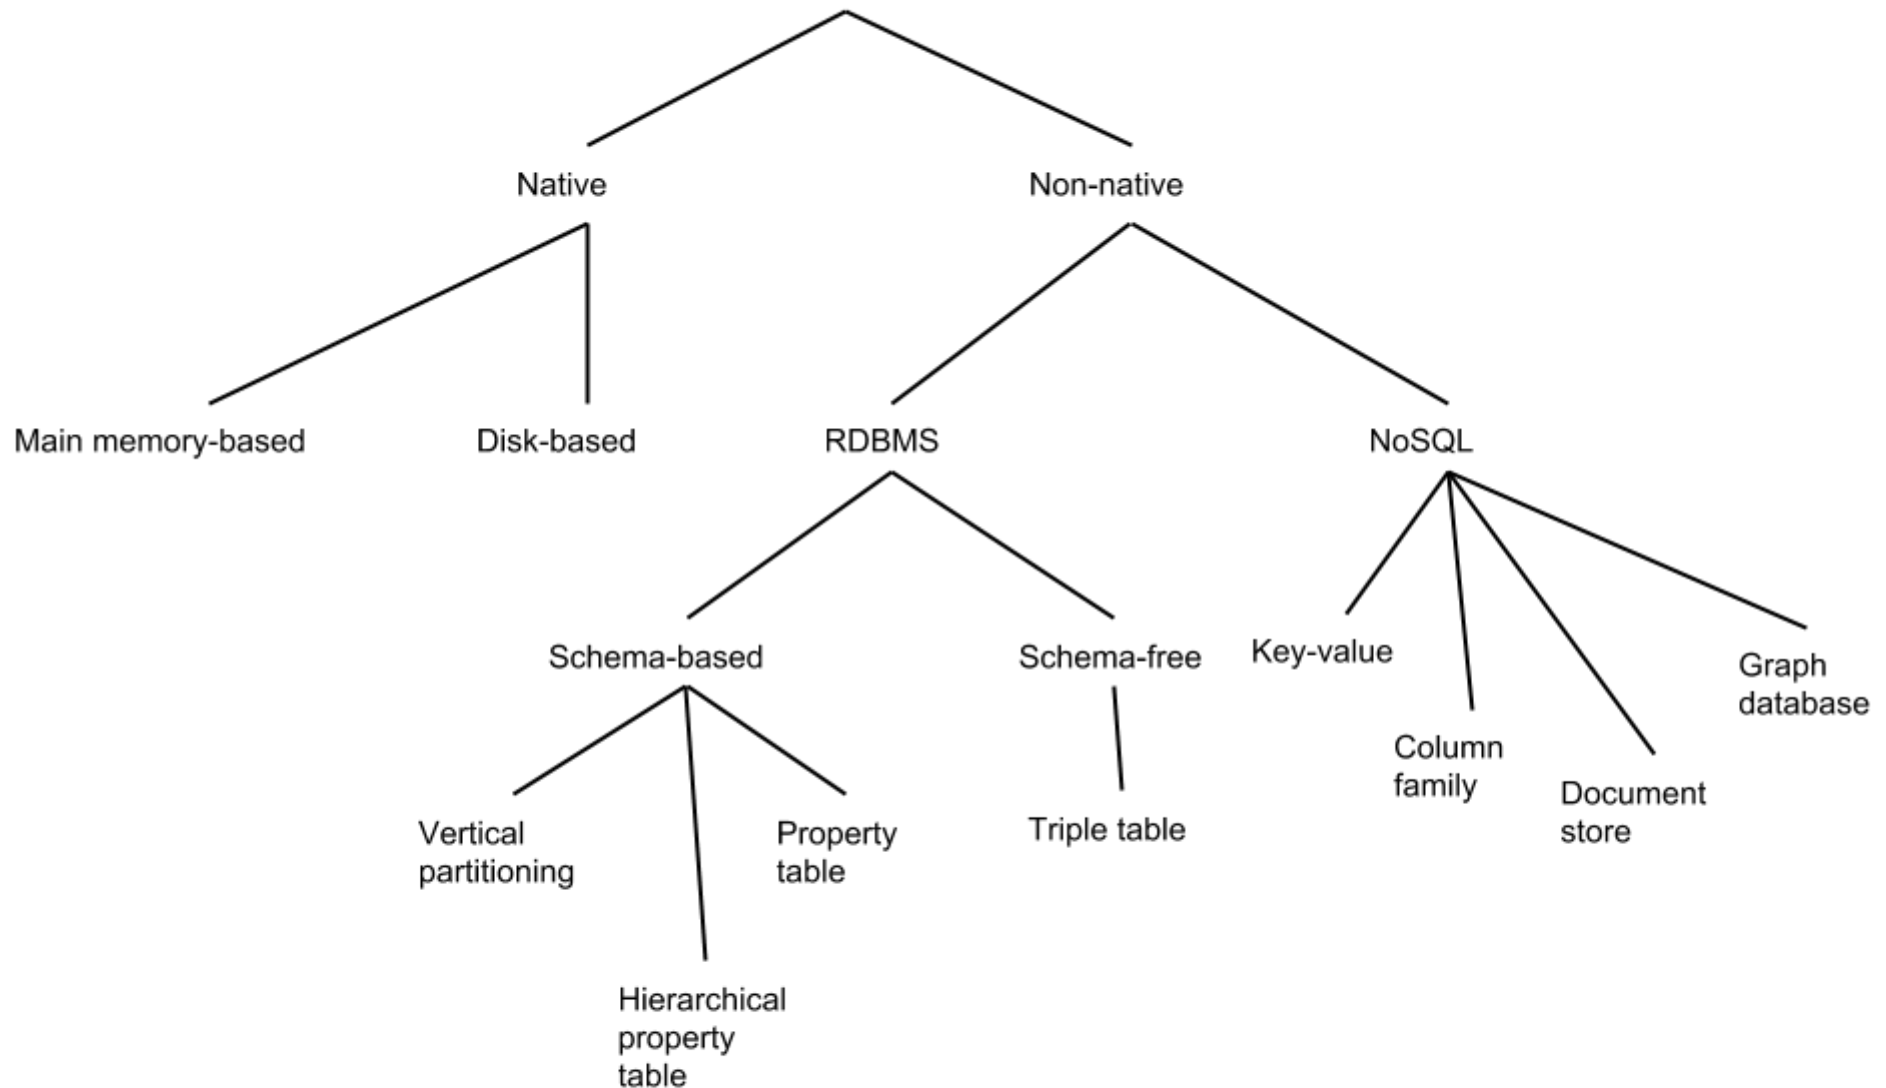 Native
Non-native
Main memory-based
Disk-based
RDBMS
NoSQL
Schema-based
Schema-free
Key-value
Graph
database
Column
family
Document
store
Vertical
partitioning
Property
table
Triple table
Hierarchical
property
table